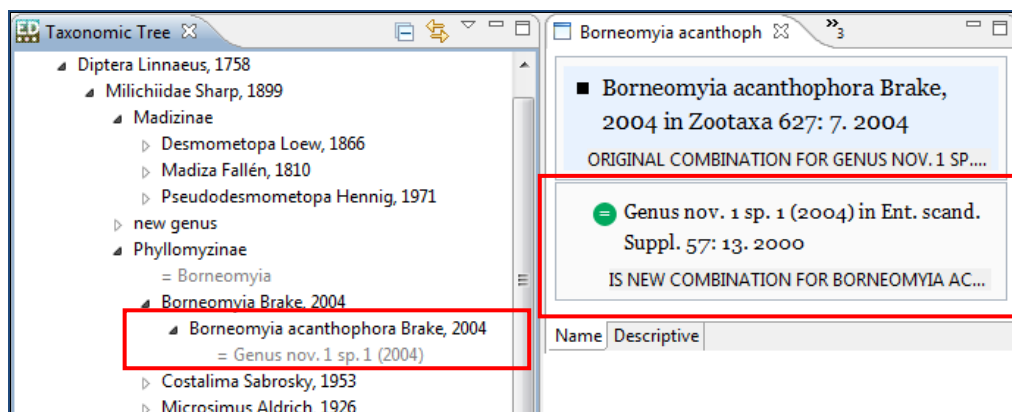 Taxonomic Tree
Diptera Linnaeus, 1758
Milichiidae Sharp, 1899
Madizinae
Desmometopa Loew, 1866
Madiza Fallén, 1810
Pseudodesmometopa Hennig, 1971
new genus
Phyllomyzinae
= Borneomyia
Borneomyia Brake, 2004
Borneomyia acanthophora Brake, 2004
= Genus nov. 1 sp. 1 (2004)
Costalima Sabrosky, 1953
Microsimus Aldrich, 1926
Borneomyia acanthoph
»3
Borneomyia acanthophora Brake,
2004 in Zootaxa 627: 7. 2004
ORIGINAL COMBINATION FOR GENUS NOV. 1 SP....
= Genus nov. 1 sp. 1 (2004) in Ent. scand.
Suppl. 57: 13. 2000
IS NEW COMBINATION FOR BORNEOMYIA AC...
Name Descriptive